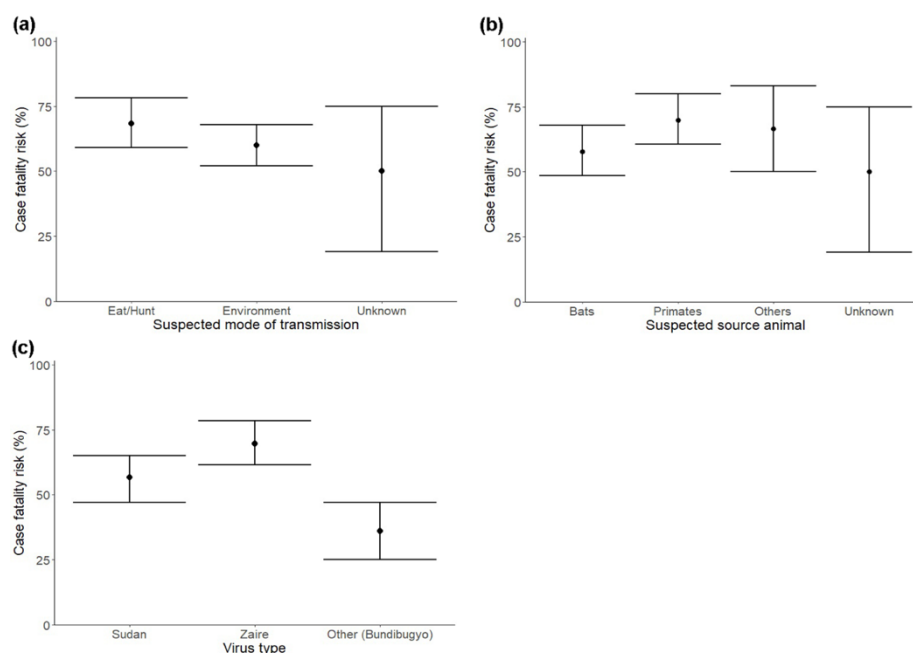 (a)
Case fatality risk (%)
100
75
50
25
0
Eat/Hunt Environment Unknown
Suspected mode of transmission
(b)
Case fatality risk (%)
100
75
50
25
0
Bats Primates Others Unknown
Suspected source animal
(c)
Case fatality risk (%)
100
75
50
25
0
Sudan Zaire Other (Bundibugyo)
Virus type